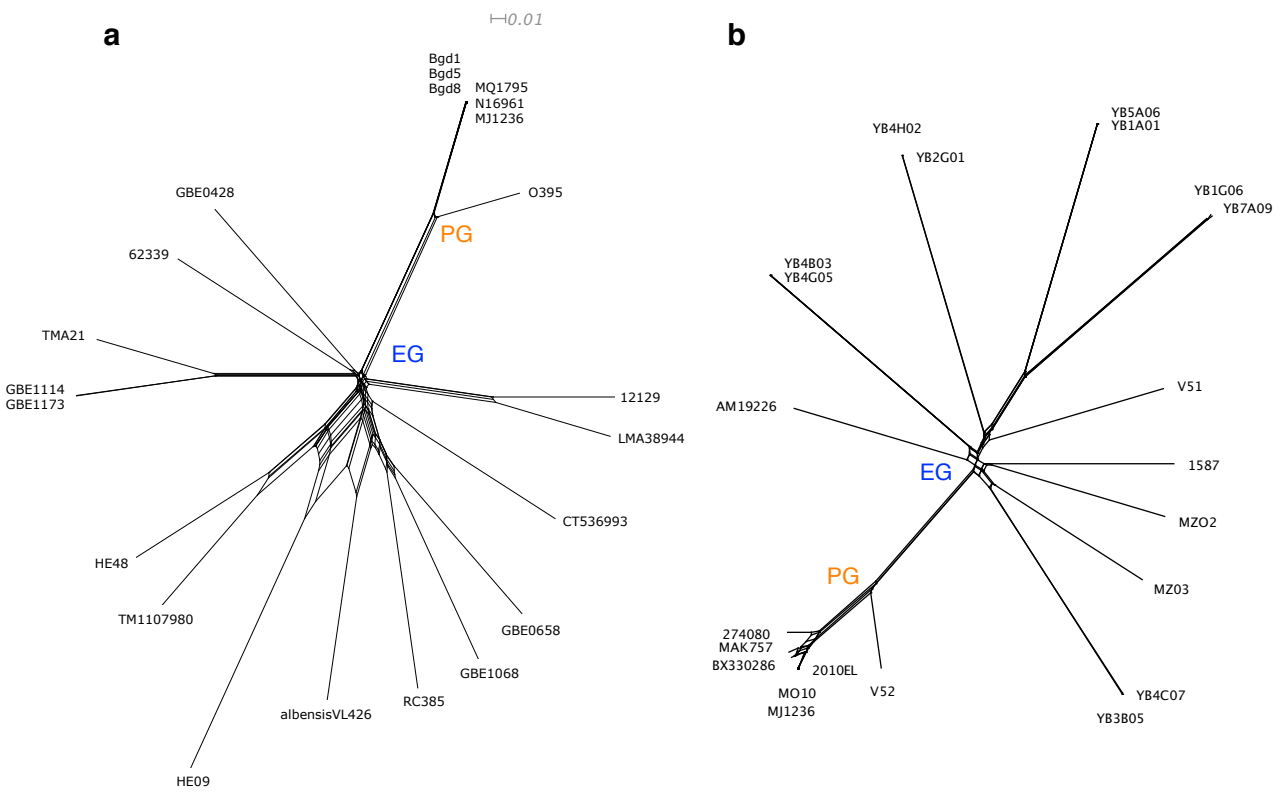 0.01
a
Bgd1
Bgd5
Bgd8
MQ1795
N16961
MJ1236
GBE0428
O395
PG
62339
TMA21
EG
GBE1114
GBE1173
12129
LMA38944
CT536993
HE48
TM1107980
GBE0658
GBE1068
RC385
albensisVL426
HE09
b
YB5A06
YB1A01
YB4H02
YB2G01
YB1G06
YB7A09
YB4B03
YB4G05
V51
AM19226
1587
EG
MZO2
PG
MZ03
274080
MAK757
BX330286
2010EL
V52
MO10
MJ1236
YB4C07
YB3B05